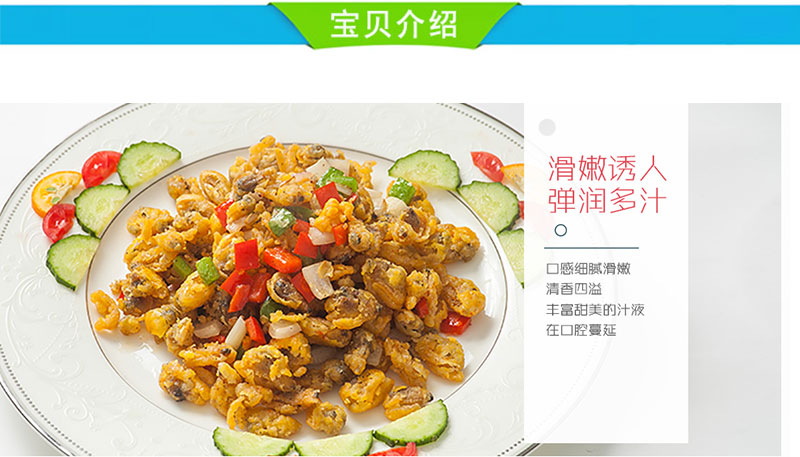 宝贝介绍
滑嫩诱人
弹润多汁
口感细腻滑嫩
清香四溢
丰富甜美的汁液
在口腔蔓延